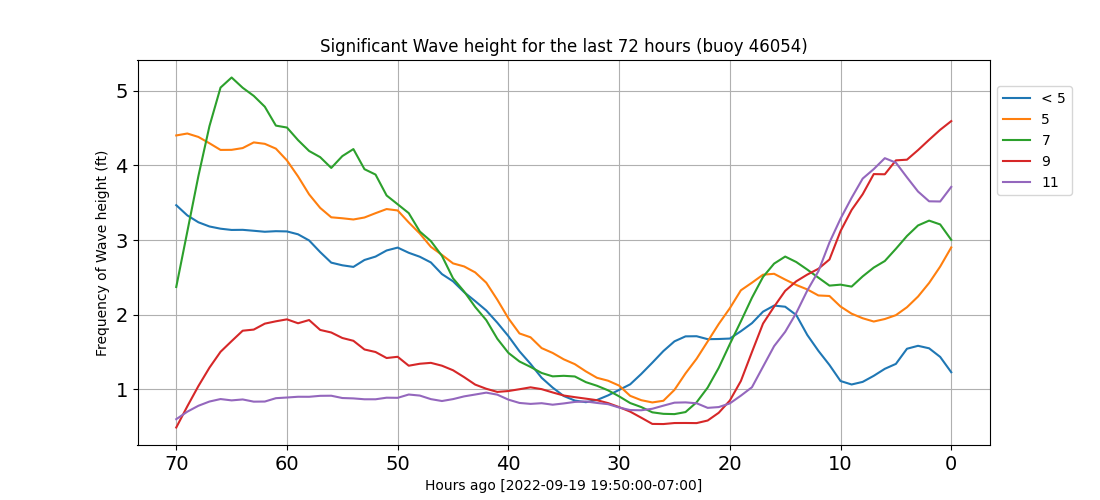 Significant Wave height for the last 72 hours (buoy 46054)
Frequency of Wave height (ft)
5
4
3
2
1
70 60 50 40 30 20 10 0
Hours ago [2022-09-19 19:50:00-07:00]
< 5
5
7
9
11